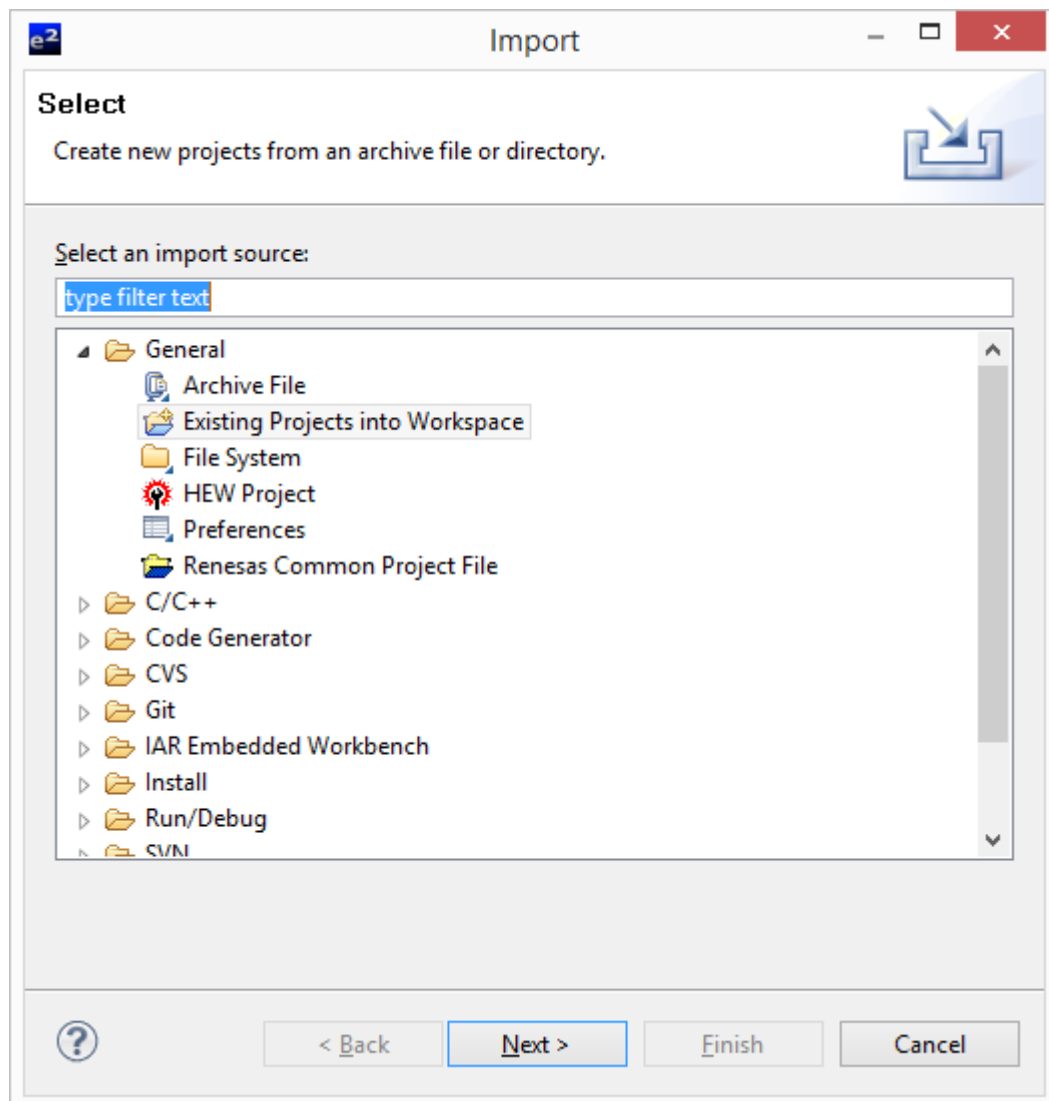 e²
Import
Select
Create new projects from an archive file or directory.
Select an import source:
type filter text
General
Archive File
Existing Projects into Workspace
File System
HEW Project
Preferences
Renesas Common Project File
C/C++
Code Generator
CVS
Git
IAR Embedded Workbench
Install
Run/Debug
SVN
?
< Back
Next >
Finish
Cancel